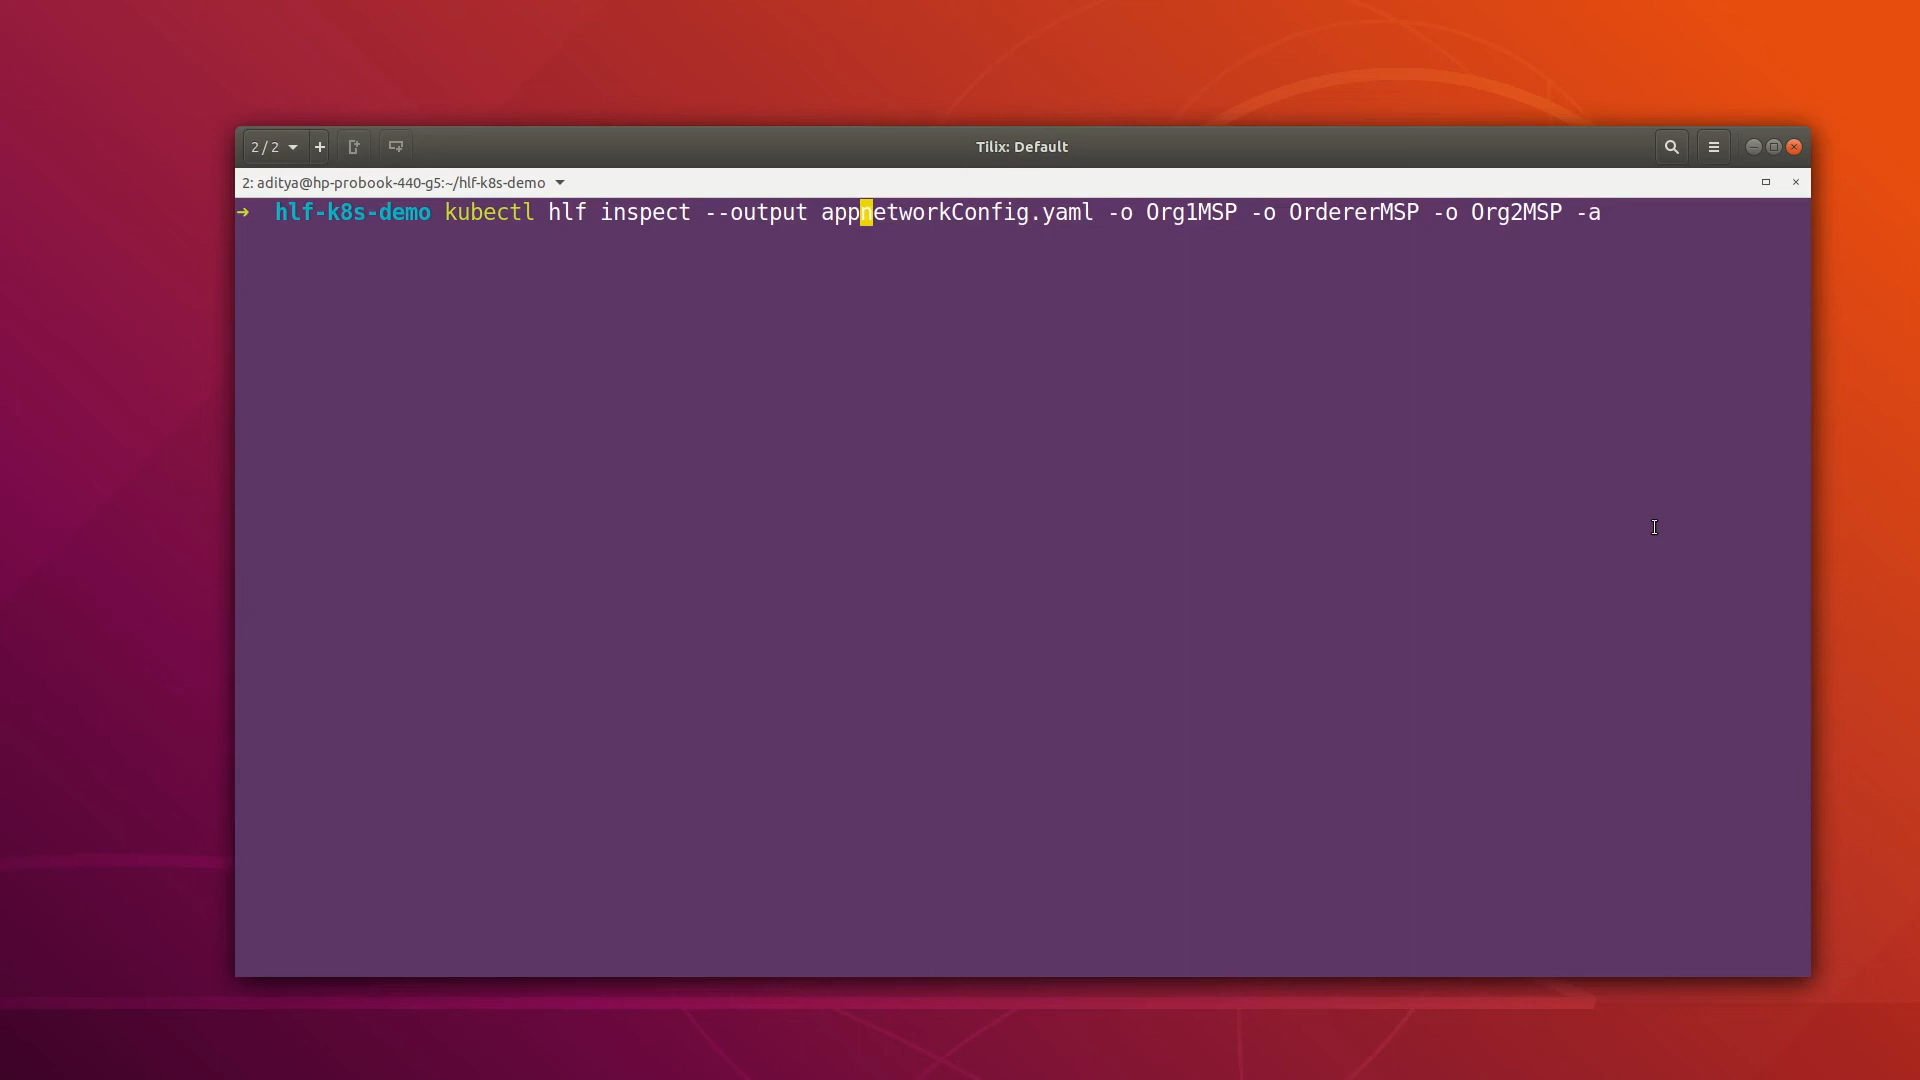 2 / 2
Tilix: Default
2: aditya@hp-probook-440-g5:~/hlf-k8s-demo
➜ hlf-k8s-demo kubectl hlf inspect --output appnetworkConfig.yaml -o Org1MSP -o OrdererMSP -o Org2MSP -a